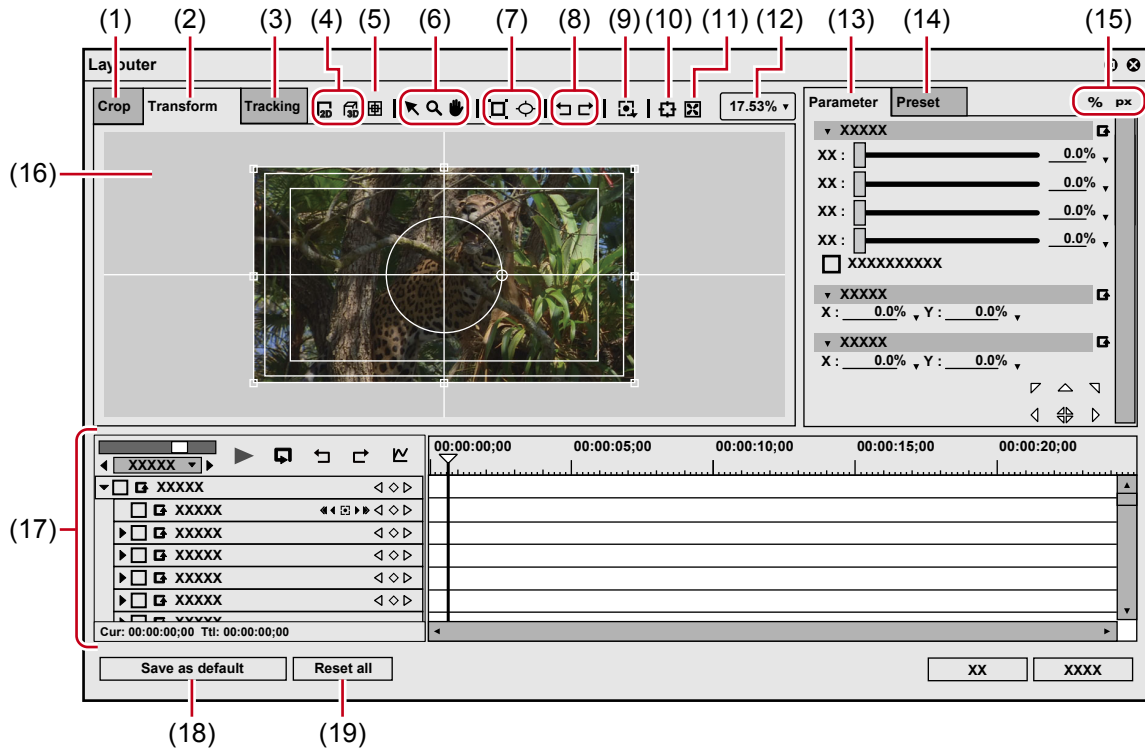 (1) (2) (3) (4) (5) (6) (7) (8) (9) (10) (11) (12) (13) (14) (15)
Layouter
Crop Transform Tracking 2D 3D 17.53% Parameter Preset % px
XXXXX
XX : 0.0%
XX : 0.0%
XX : 0.0%
XX : 0.0%
XXXXXXXXXX
XXXXX
X : 0.0% Y : 0.0%
XXXXX
X : 0.0% Y : 0.0%
(16)
(17)
XXXXX
00:00:00;00 00:00:05;00 00:00:10;00 00:00:15;00 00:00:20;00
XXXXX
XXXXX
XXXXX
XXXXX
XXXXX
XXXXX
XXXXX
Cur: 00:00:00;00 Ttl: 00:00:00;00
Save as default Reset all XX XXXX
(18) (19)